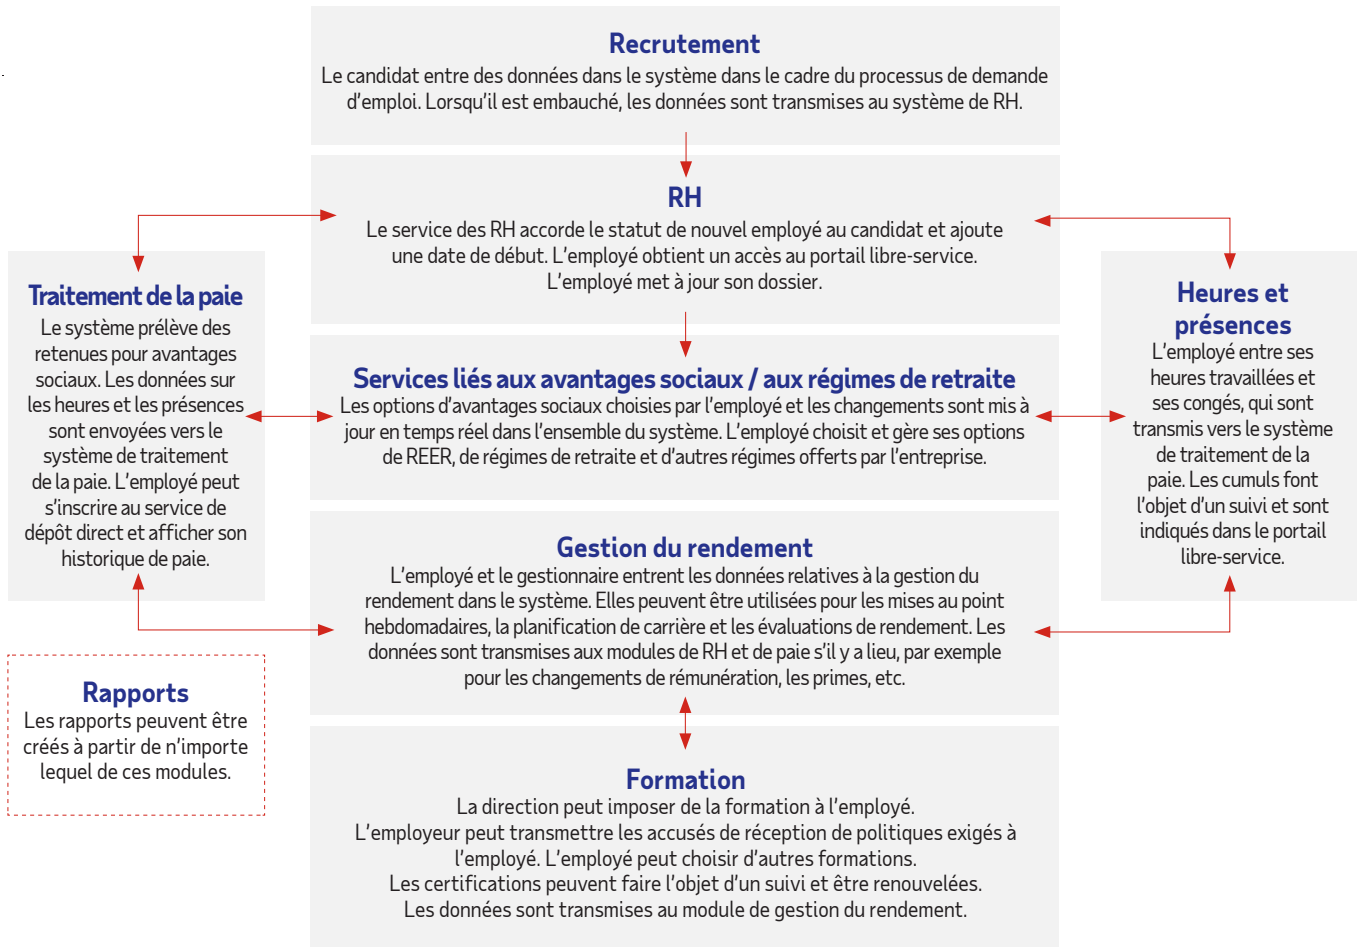 Recrutement
Le candidat entre des données dans le système dans le cadre du processus de demande
d'emploi. Lorsqu'il est embauché, les données sont transmises au système de RH.
RH
Le service des RH accorde le statut de nouvel employé au candidat et ajoute
une date de début. L'employé obtient un accès au portail libre-service.
L'employé met à jour son dossier.
Traitement de la paie
Le système prélève des
retenues pour avantages
sociaux. Les données sur
les heures et les présences
sont envoyées vers le
système de traitement
de la paie. L'employé peut
s'inscrire au service de
dépôt direct et afficher son
historique de paie.
Services liés aux avantages sociaux / aux régimes de retraite
Les options d'avantages sociaux choisies par l'employé et les changements sont mis à
jour en temps réel dans l'ensemble du système. L'employé choisit et gère ses options
de REER, de régimes de retraite et d'autres régimes offerts par l'entreprise.
Heures et
présences
L'employé entre ses
heures travaillées et
ses congés, qui sont
transmis vers le système
de traitement de la
paie. Les cumuls font
l'objet d'un suivi et sont
indiqués dans le portail
libre-service.
Gestion du rendement
L'employé et le gestionnaire entrent les données relatives à la gestion du
rendement dans le système. Elles peuvent être utilisées pour les mises au point
hebdomadaires, la planification de carrière et les évaluations de rendement. Les
données sont transmises aux modules de RH et de paie s'il y a lieu, par exemple
pour les changements de rémunération, les primes, etc.
Rapports
Les rapports peuvent être
créés à partir de n'importe
lequel de ces modules.
Formation
La direction peut imposer de la formation à l'employé.
L'employeur peut transmettre les accusés de réception de politiques exigés à
l'employé. L'employé peut choisir d'autres formations.
Les certifications peuvent faire l'objet d'un suivi et être renouvelées.
Les données sont transmises au module de gestion du rendement.